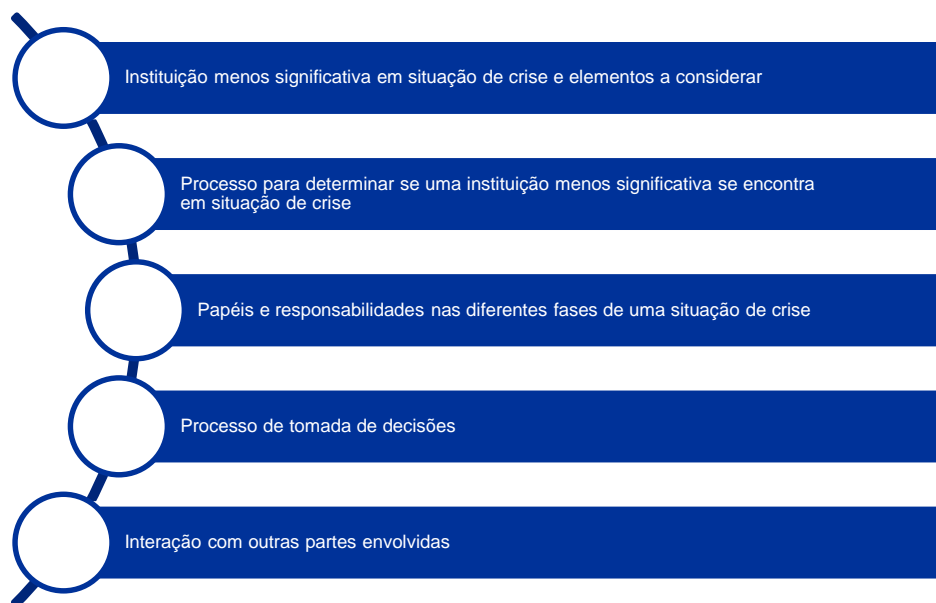 Instituição menos significativa em situação de crise e elementos a considerar
Processo para determinar se uma instituição menos significativa se encontra
em situação de crise
Papéis e responsabilidades nas diferentes fases de uma situação de crise
Processo de tomada de decisões
Interação com outras partes envolvidas